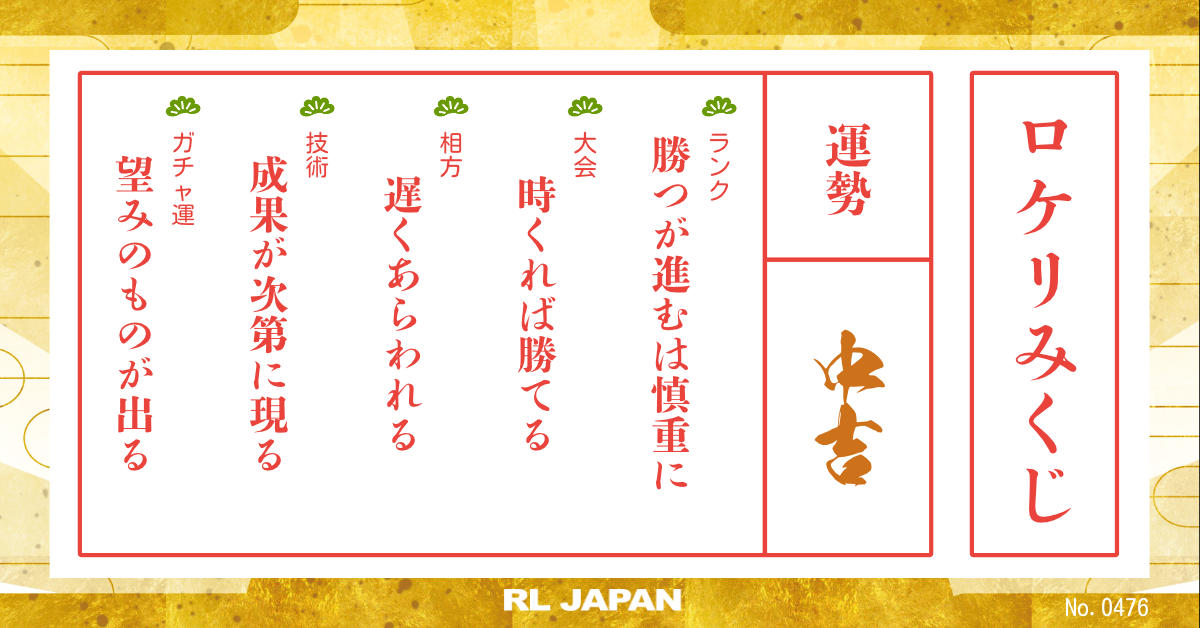 ロケリみくじ
運勢
中吉
ランク
勝つが進むは慎重に
大会
時くれば勝てる
相方
遅くあらわれる
技術
成果が次第に現る
ガチャ運
望みのものが出る
RL JAPAN
No. 0476